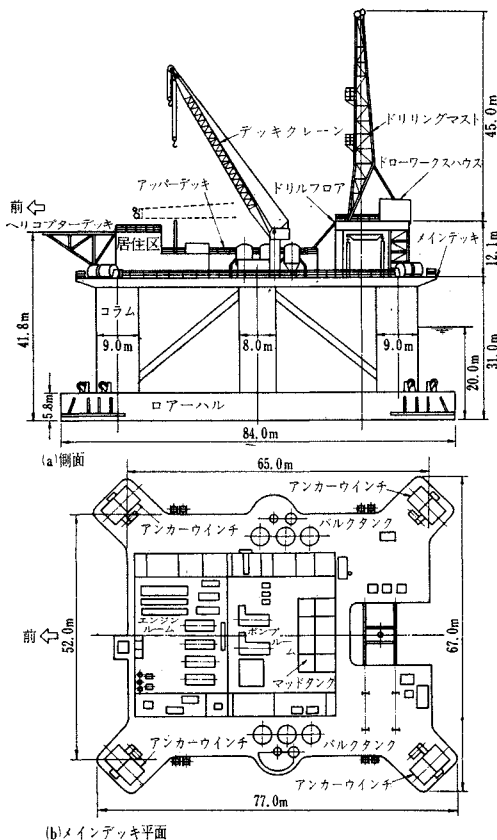 デッキクレーン
ドリリングマスト
ドローワークスハウス
ドリルフロア
アッパーデッキ
前
ヘリコプターデッキ
居住区
メインデッキ
45.0m
12.1m
コラム
9.0m
8.0m
9.0m
41.8m
20.0m
31.0m
5.8m
ロアーハル
84.0m
(a)側面
65.0m
アンカーウインチ
アンカーウインチ
バルクタンク
エンジンルーム
ポンプルーム
前
52.0m
67.0m
マッドタンク
アンカーウインチ
バルクタンク
アンカーウインチ
77.0m
(b)メインデッキ平面